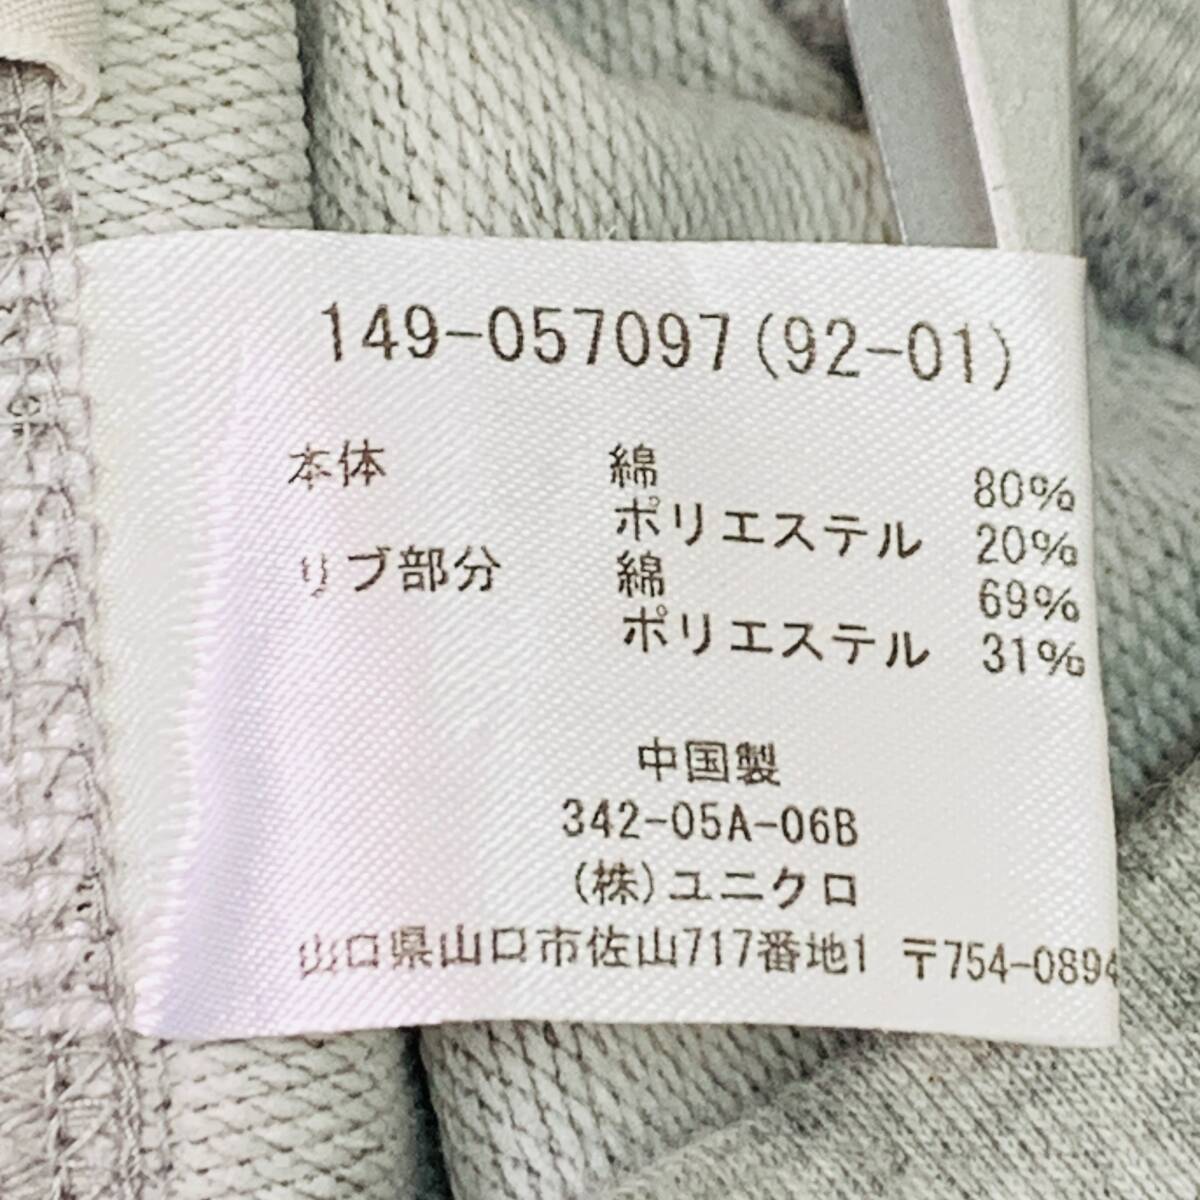 149-057097(92-01)
本体 綿 80%
ポリエステル 20%
リブ部分 綿 69%
ポリエステル 31%
中国製
342-05A-06B
(株)ユニクロ
山口県山口市佐山717番地1 〒754-0894